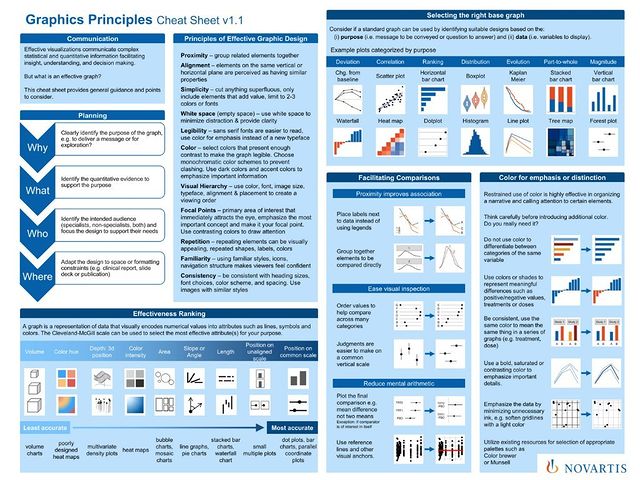 Graphics Principles Cheat Sheet v1.1
Communication
Effective visualizations communicate complex
statistical and quantitative information facilitating
insight, understanding, and decision making.
But what is an effective graph?
This cheat sheet provides general guidance and points
to consider.
Planning
Why
Clearly identify the purpose of the graph,
e.g. to deliver a message or for
exploration?
What
Identify the quantitative evidence to
support the purpose
Who
Identify the intended audience
(specialists, non-specialists, both) and
focus the design to support their needs
Where
Adapt the design to space or formatting
constraints (e.g. clinical report, slide
deck or publication)
Principles of Effective Graphic Design
Proximity – group related elements together
Alignment – elements on the same vertical or
horizontal plane are perceived as having similar
properties
Simplicity – cut anything superfluous, only
include elements that add value, limit to 2-3
colors or fonts
White space (empty space) – use white space to
minimize distraction & provide clarity
Legibility – sans serif fonts are easier to read,
use color for emphasis instead of a new typeface
Color – select colors that present enough
contrast to make the graph legible. Choose
monochromatic color schemes to prevent
clashing. Use dark colors and accent colors to
emphasize important information
Visual Hierarchy – use color, font, image size,
typeface, alignment & placement to create a
viewing order
Focal Points – primary area of interest that
immediately attracts the eye, emphasize the most
important concept and make it your focal point.
Use contrasting colors to draw attention
Repetition – repeating elements can be visually
appealing, repeated shapes, labels, colors
Familiarity – using familiar styles, icons,
navigation structure makes viewers feel confident
Consistency – be consistent with heading sizes,
font choices, color scheme, and spacing. Use
images with similar styles
Effectiveness Ranking
A graph is a representation of data that visually encodes numerical values into attributes such as lines, symbols and
colors. The Cleveland-McGill scale can be used to select the most effective attribute(s) for your purpose.
Volume
Color hue
Depth: 3d
position
Color
intensity
Area
Slope or
Angle
Length
Position on
unaligned
scale
Position on
common scale
Least accurate
Most accurate
volume
charts
poorly
designed
heat maps
multivariate
density plots
heat maps
bubble
charts,
mosaic
charts
line graphs,
pie charts
stacked bar
charts,
waterfall
chart
small
multiple plots
dot plots, bar
charts, parallel
coordinate
plots
Selecting the right base graph
Consider if a standard graph can be used by identifying suitable designs based on the:
(i) purpose (i.e. message to be conveyed or question to answer) and (ii) data (i.e. variables to display).
Example plots categorized by purpose
Deviation
Correlation
Ranking
Distribution
Evolution
Part-to-whole
Magnitude
Chg. from
baseline
Scatter plot
Horizontal
bar chart
Boxplot
Kaplan
Meier
Stacked
bar chart
Vertical
bar chart
Waterfall
Heat map
Dotplot
Histogram
Line plot
Tree map
Forest plot
Facilitating Comparisons
Proximity improves association
Place labels next
to data instead of
using legends
Group together
elements to be
compared directly
Ease visual inspection
Order values to
help compare
across many
categories
Judgments are
easier to make on
a common
vertical scale
Reduce mental arithmetic
Plot the final
comparison e.g. mean
difference not two
means
Exception: if comparator
is of interest in itself
Use reference
lines and other
visual anchors.
Color for emphasis or distinction
Restrained use of color is highly effective in organizing
a narrative and calling attention to certain elements.
Think carefully before introducing additional color.
Do you really need it?
Do not use color to
differentiate between
categories of the same
variable
Use colors or shades to
represent meaningful
differences such as
positive/negative values,
treatments or doses
Be consistent, use the
same color to mean the
same thing in a series of
graphs (e.g. treatment,
dose)
Use a bold, saturated or
contrasting color to
emphasize important
details.
Emphasize the data by
minimizing unnecessary
ink, e.g. soften gridlines
with a light color
Utilize existing resources for selection of appropriate
palettes such as
Color brewer
or Munsell
NOVARTIS